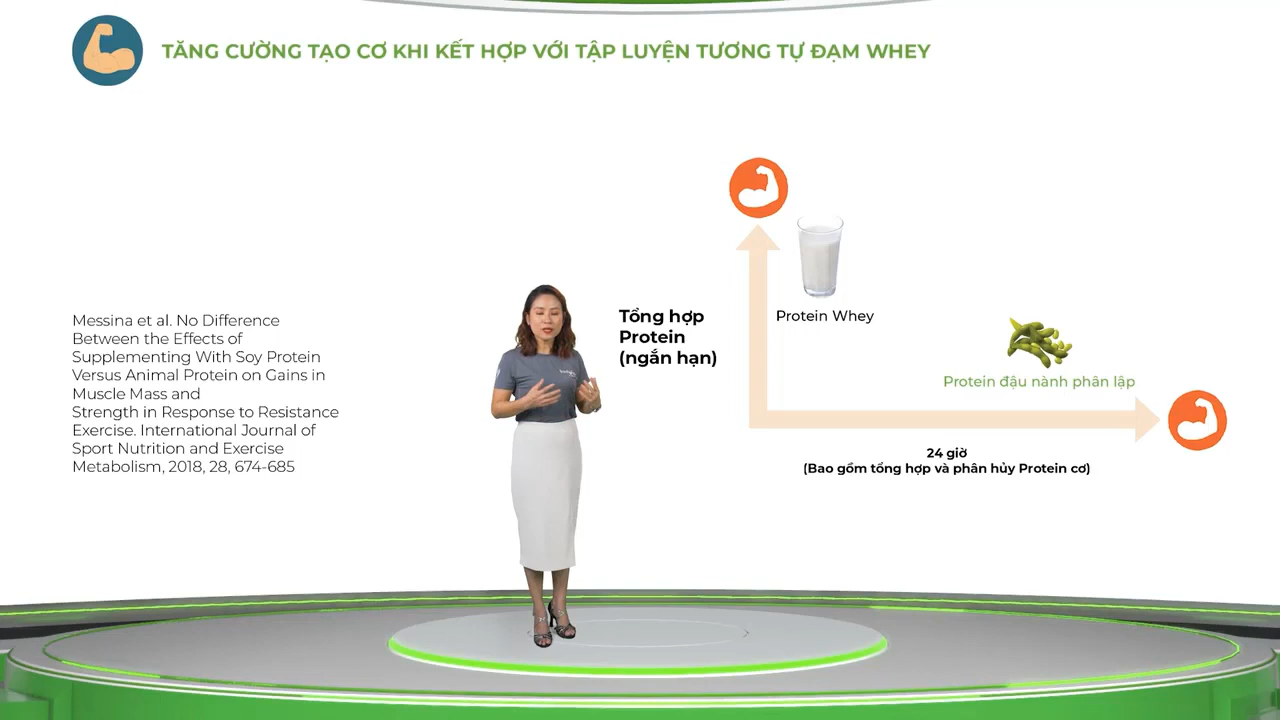 TĂNG CƯỜNG TẠO CƠ KHI KẾT HỢP VỚI TẬP LUYỆN TƯƠNG TỰ ĐẠM WHEY
Messina et al. No Difference
Between the Effects of
Supplementing With Soy Protein
Versus Animal Protein on Gains in
Muscle Mass and
Strength in Response to Resistance
Exercise. International Journal of
Sport Nutrition and Exercise
Metabolism, 2018, 28, 674-685
Tổng hợp
Protein
(ngắn hạn)
Protein Whey
Protein đậu nành phân lập
24 giờ
(Bao gồm tổng hợp và phân hủy Protein cơ)